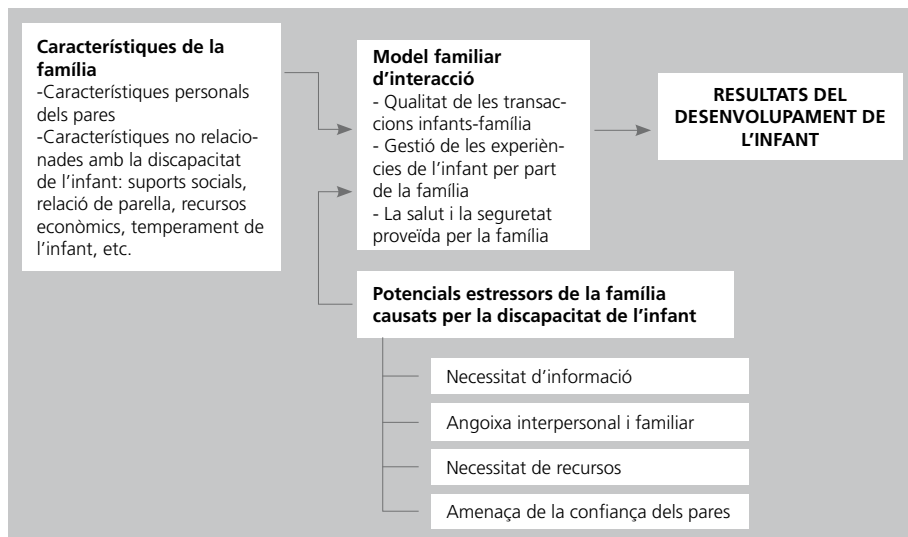 Característiques de la
família
-Característiques personals
dels pares
-Característiques no relacio-
nades amb la discapacitat
de l’infant: suports socials,
relació de parella, recursos
econòmics, temperament de
l’infant, etc.
Model familiar
d’interacció
- Qualitat de les transac-
cions infants-família
- Gestió de les experièn-
cies de l’infant per part
de la família
- La salut i la seguretat
proveïda per la família
RESULTATS DEL
DESENVOLUPAMENT DE
L’INFANT
Potencials estressors de la família
causats per la discapacitat de l’infant
Necessitat d’informació
Angoixa interpersonal i familiar
Necessitat de recursos
Amenaça de la confiança dels pares